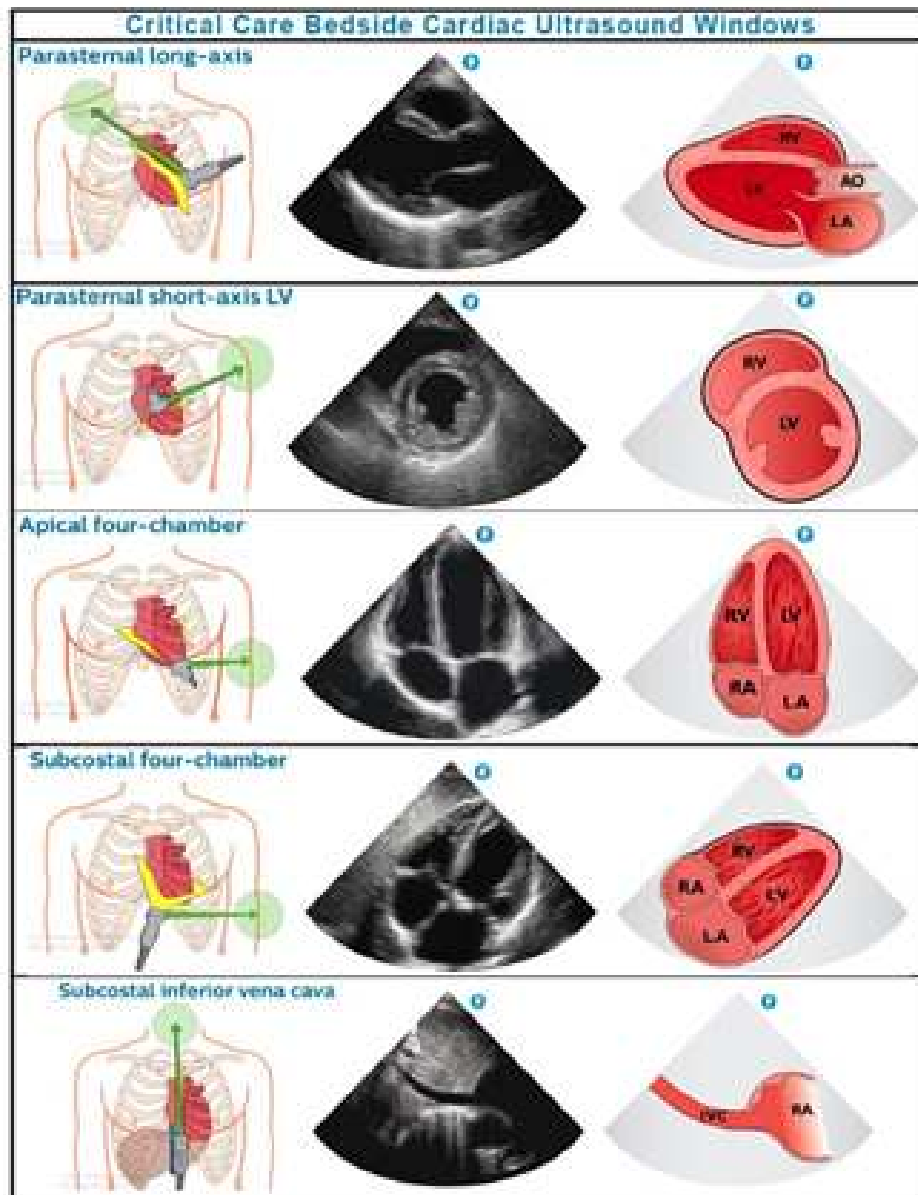 Critical Care Bedside Cardiac Ultrasound Windows
Parasternal long-axis
RV
LV
AO
LA
Parasternal short-axis LV
RV
LV
Apical four-chamber
RV
LV
RA
LA
Subcostal four-chamber
RV
RA
LV
LA
Subcostal inferior vena cava
RA